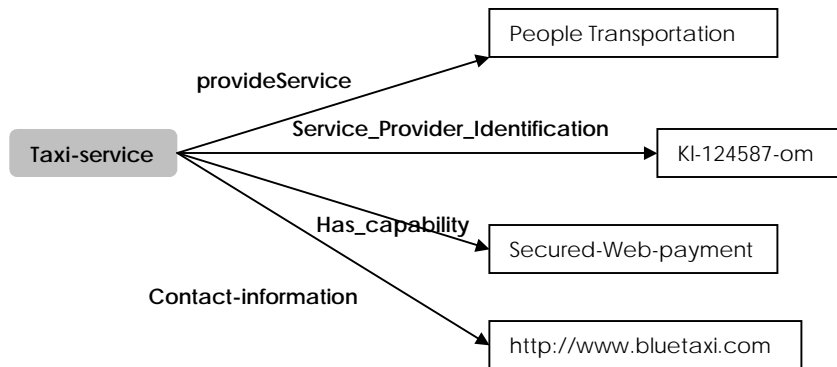 People Transportation
provideService
Service_Provider_Identification
Taxi-service
KI-124587-om
Has_capability
Secured-Web-payment
Contact-information
http://www.bluetaxi.com